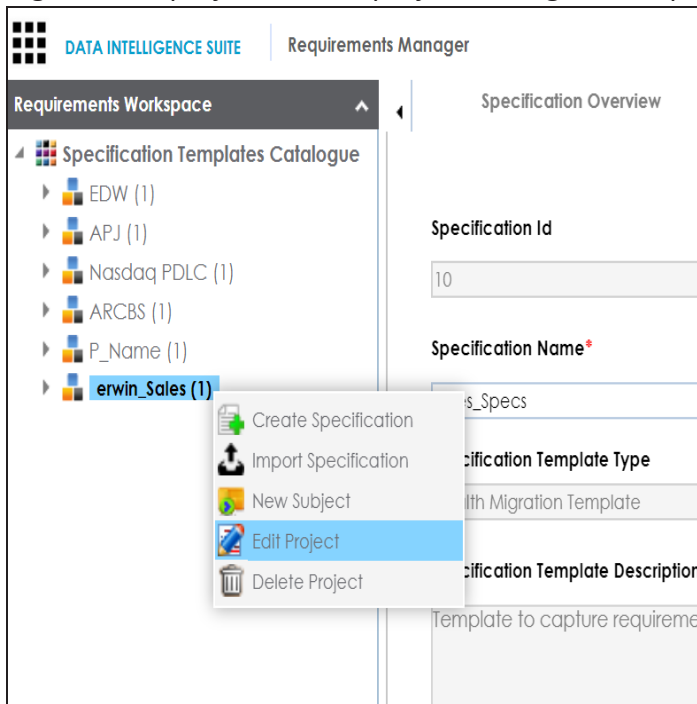 DATA INTELLIGENCE SUITE Requirements Manager
Requirements Workspace
Specification Overview
Specification Templates Catalogue
EDW (1)
APJ (1)
Nasdaq PDLC (1)
ARCBS (1)
P_Name (1)
erwin_Sales (1)
Create Specification
Import Specification
New Subject
Edit Project
Delete Project
Specification Id
10
Specification Name*
s_Specs
cification Template Type
lth Migration Template
cification Template Description
Template to capture requireme